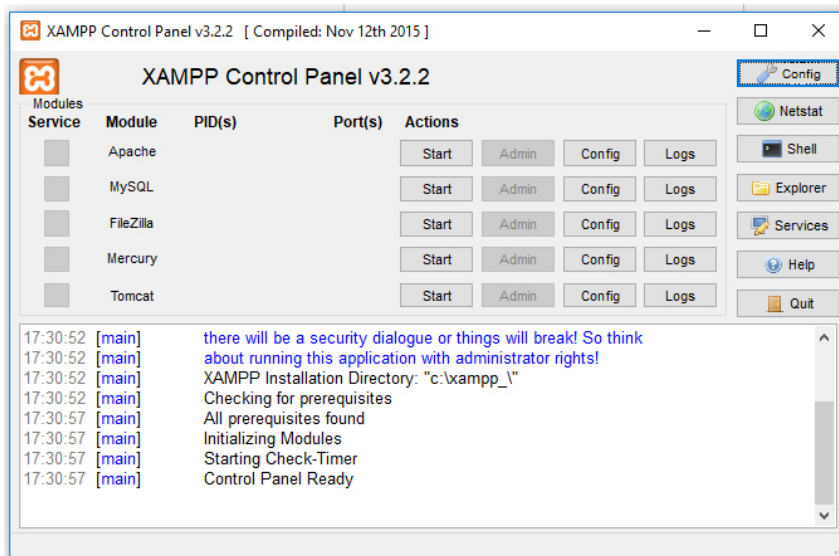 XAMPP Control Panel v3.2.2 [ Compiled: Nov 12th 2015 ]
XAMPP Control Panel v3.2.2
Config
Modules
Service Module PID(s) Port(s) Actions
Netstat
Apache Start Admin Config Logs
Shell
MySQL Start Admin Config Logs
Explorer
FileZilla Start Admin Config Logs
Services
Mercury Start Admin Config Logs
Help
Tomcat Start Admin Config Logs
Quit
17:30:52 [main] there will be a security dialogue or things will break! So think
17:30:52 [main] about running this application with administrator rights!
17:30:52 [main] XAMPP Installation Directory: "c:\xampp_\"
17:30:52 [main] Checking for prerequisites
17:30:57 [main] All prerequisites found
17:30:57 [main] Initializing Modules
17:30:57 [main] Starting Check-Timer
17:30:57 [main] Control Panel Ready